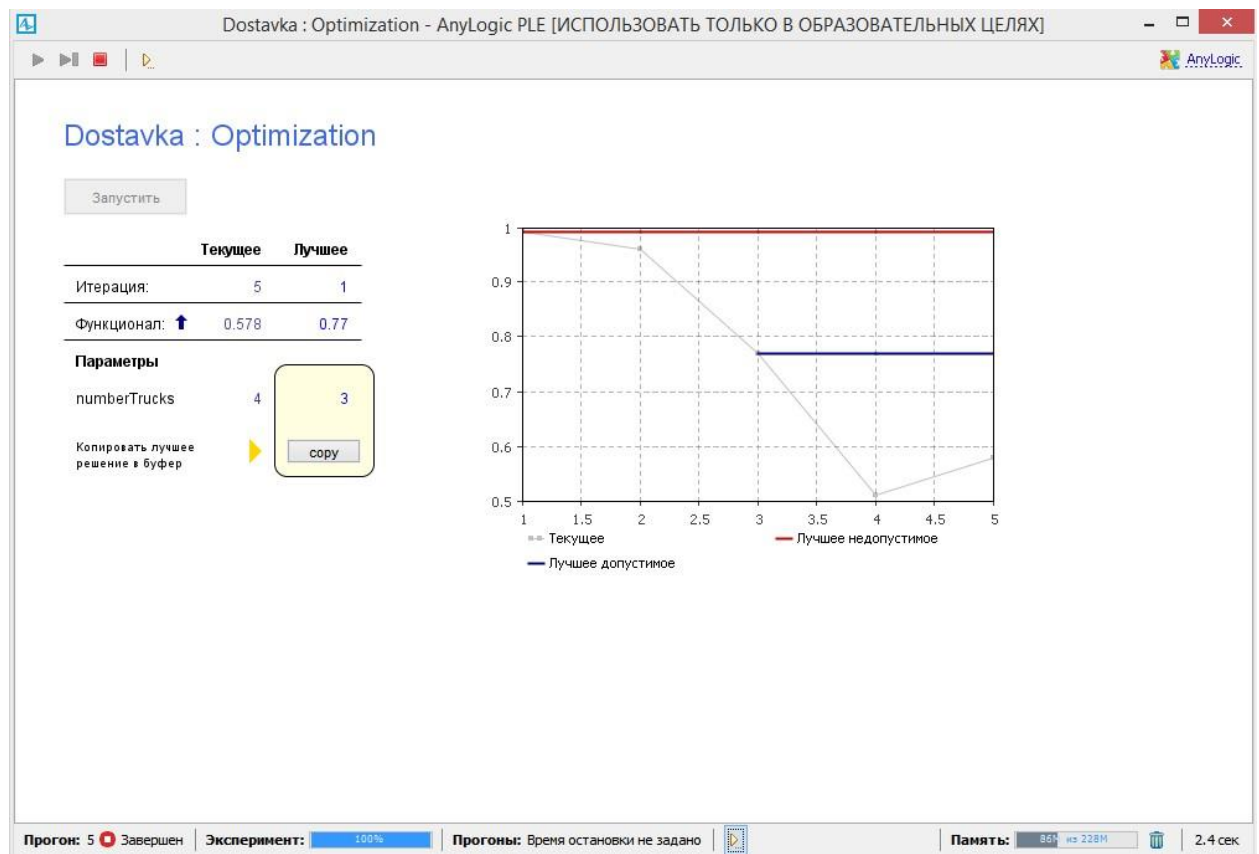 Dostavka : Optimization - AnyLogic PLE [ИСПОЛЬЗОВАТЬ ТОЛЬКО В ОБРАЗОВАТЕЛЬНЫХ ЦЕЛЯХ]
AnyLogic
Dostavka : Optimization
Запустить
Текущее Лучшее
Итерация: 5 1
Функционал: 0.578 0.77
Параметры
numberTrucks 4 3
Копировать лучшее
решение в буфер
copy
1
0.9
0.8
0.7
0.6
0.5
1 1.5 2 2.5 3 3.5 4 4.5 5
Текущее Лучшее недопустимое
Лучшее допустимое
Прогон: 5 Завершен Эксперимент: 100% Прогоны: Время остановки не задано Память: 86M из 228M 2.4 сек